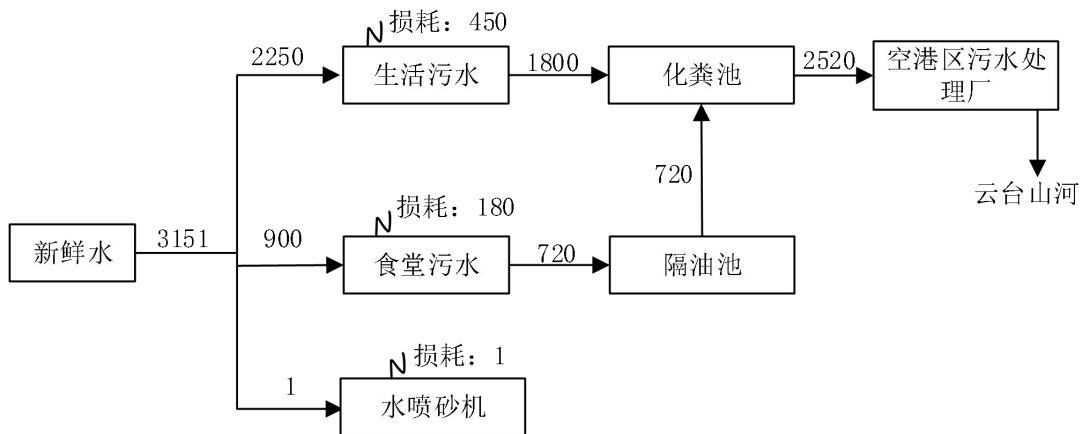 损耗：450
2250
生活污水
1800
化粪池
2520
空港区污水处
理厂
720
云台山河
损耗：180
新鲜水
3151
900
食堂污水
720
隔油池
损耗：1
1
水喷砂机